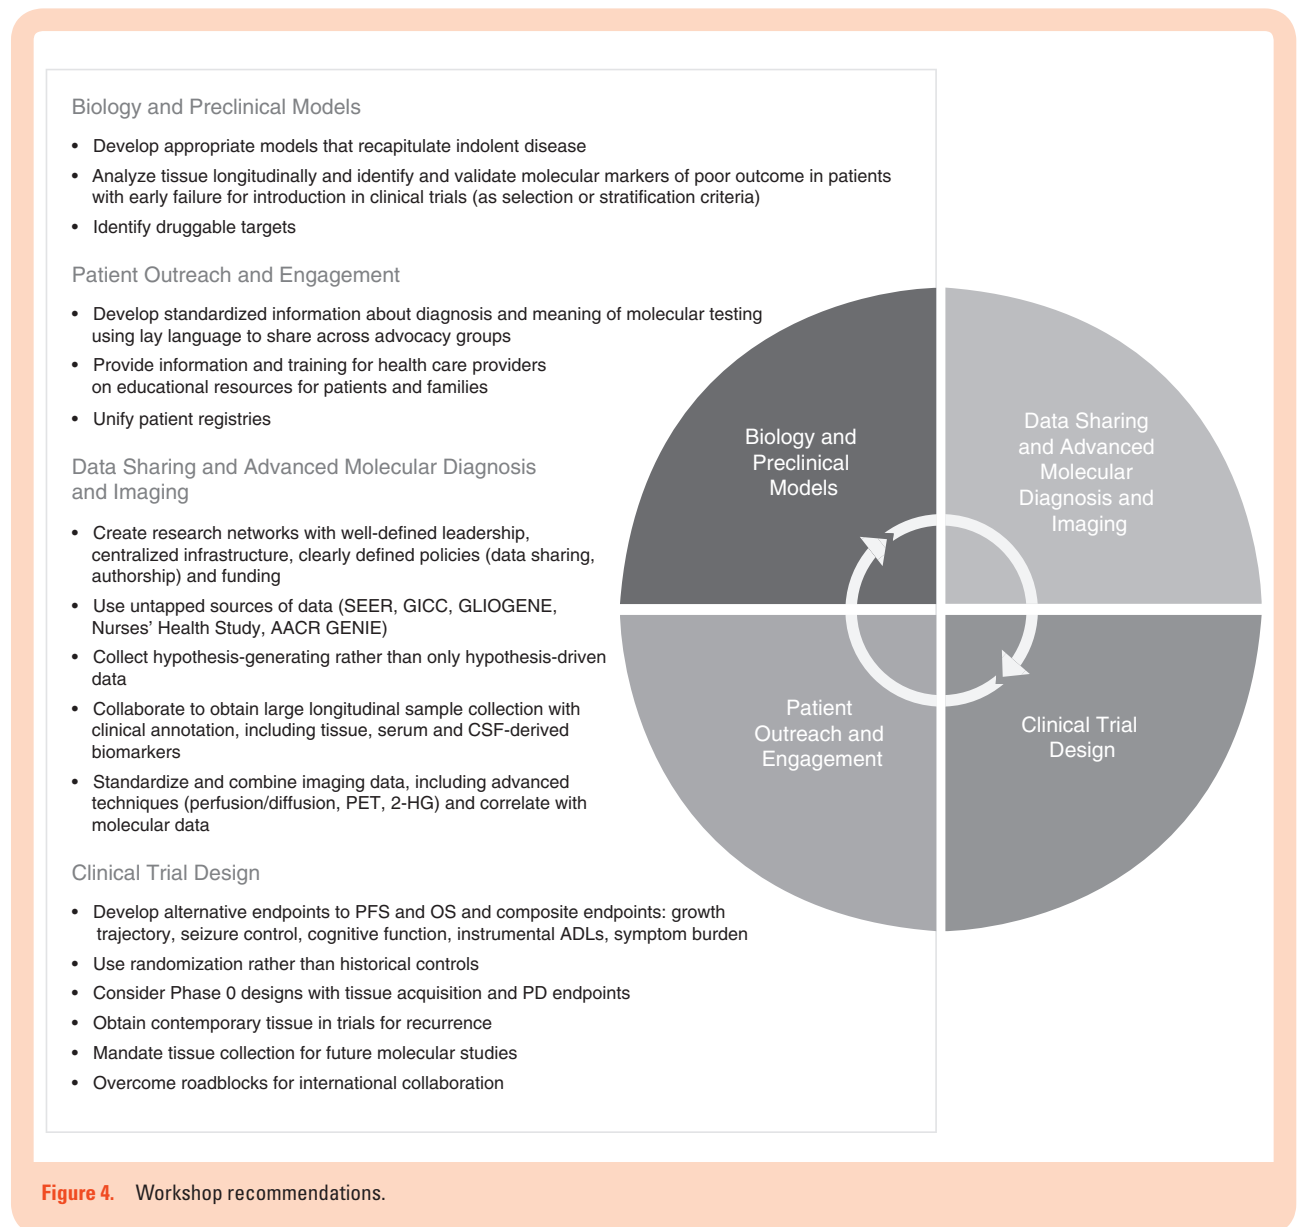 Biology and Preclinical Models
• Develop appropriate models that recapitulate indolent disease
• Analyze tissue longitudinally and identify and validate molecular markers of poor outcome in patients
with early failure for introduction in clinical trials (as selection or stratification criteria)
• Identify druggable targets
Patient Outreach and Engagement
• Develop standardized information about diagnosis and meaning of molecular testing
using lay language to share across advocacy groups
• Provide information and training for health care providers
on educational resources for patients and families
• Unify patient registries
Data Sharing and Advanced Molecular Diagnosis
and Imaging
• Create research networks with well-defined leadership,
centralized infrastructure, clearly defined policies (data sharing,
authorship) and funding
• Use untapped sources of data (SEER, GICC, GLIOGENE,
Nurses’ Health Study, AACR GENIE)
• Collect hypothesis-generating rather than only hypothesis-driven
data
• Collaborate to obtain large longitudinal sample collection with
clinical annotation, including tissue, serum and CSF-derived
biomarkers
• Standardize and combine imaging data, including advanced
techniques (perfusion/diffusion, PET, 2-HG) and correlate with
molecular data
Clinical Trial Design
• Develop alternative endpoints to PFS and OS and composite endpoints: growth
trajectory, seizure control, cognitive function, instrumental ADLs, symptom burden
• Use randomization rather than historical controls
• Consider Phase 0 designs with tissue acquisition and PD endpoints
• Obtain contemporary tissue in trials for recurrence
• Mandate tissue collection for future molecular studies
• Overcome roadblocks for international collaboration
Biology and
Preclinical
Models
Data Sharing
and Advanced
Molecular
Diagnosis and
Imaging
Patient
Outreach and
Engagement
Clinical Trial
Design
Figure 4. Workshop recommendations.